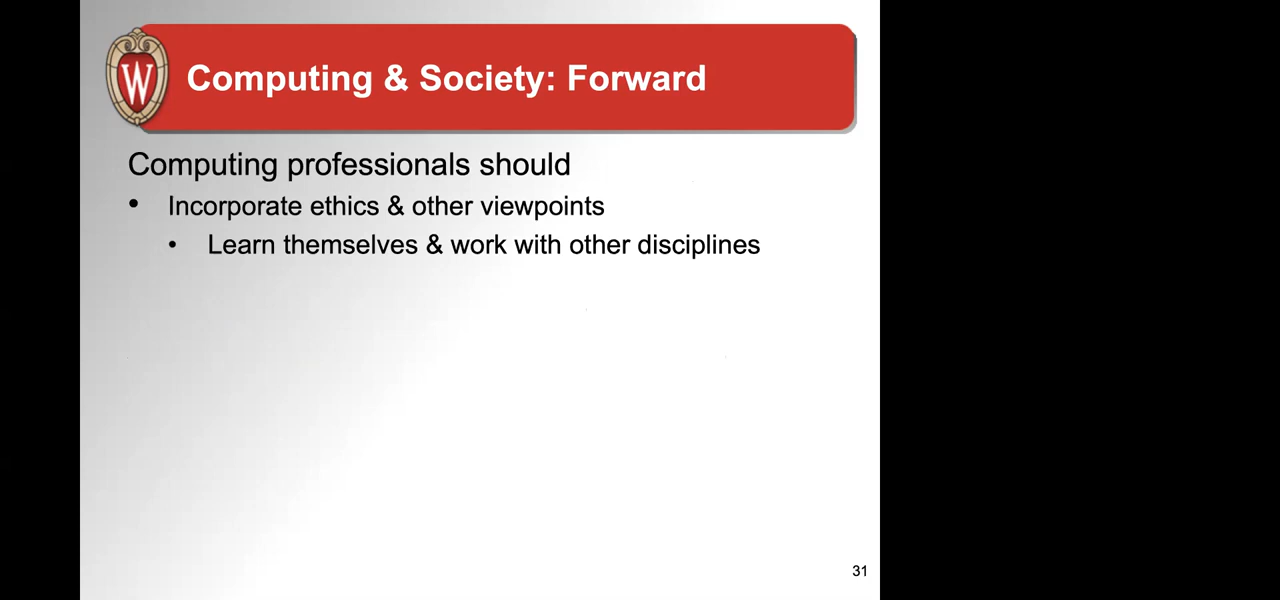 W
Computing & Society: Forward
Computing professionals should
• Incorporate ethics & other viewpoints
• Learn themselves & work with other disciplines
31